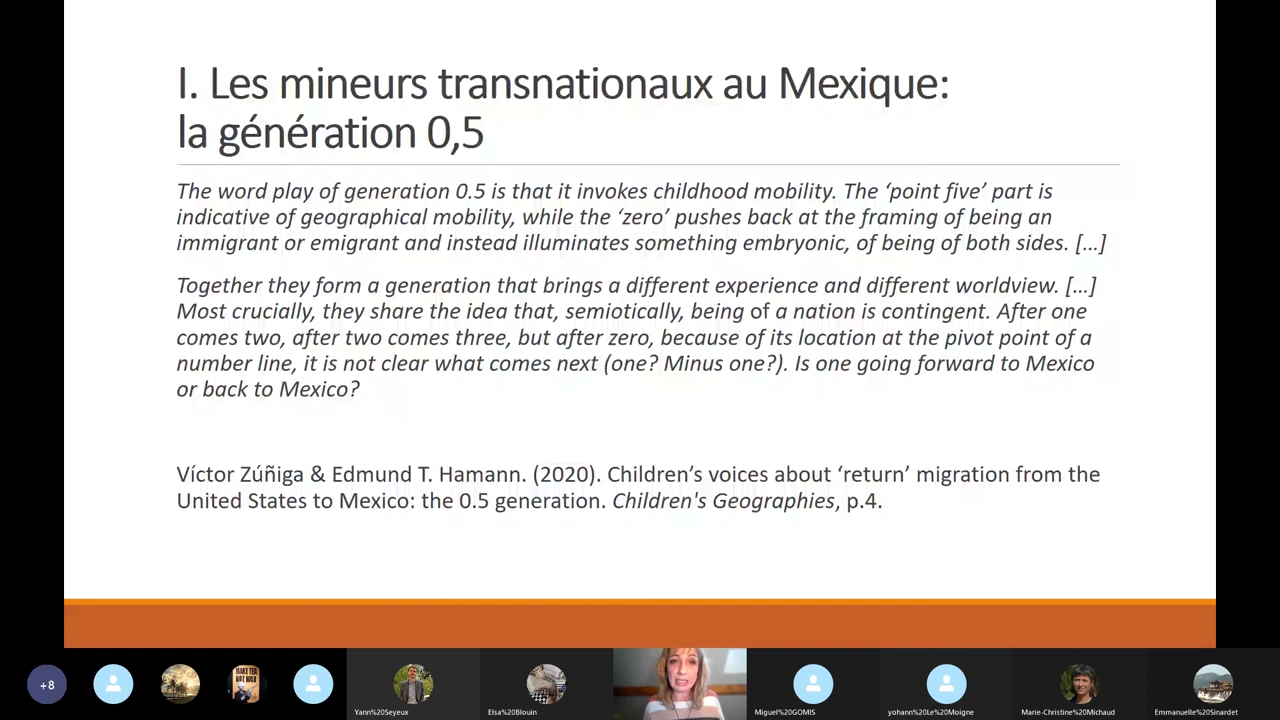 I. Les mineurs transnationaux au Mexique:
la génération 0,5
The word play of generation 0.5 is that it invokes childhood mobility. The ‘point five’ part is
indicative of geographical mobility, while the ‘zero’ pushes back at the framing of being an
immigrant or emigrant and instead illuminates something embryonic, of being of both sides. […]
Together they form a generation that brings a different experience and different worldview. […]
Most crucially, they share the idea that, semiotically, being of a nation is contingent. After one
comes two, after two comes three, but after zero, because of its location at the pivot point of a
number line, it is not clear what comes next (one? Minus one?). Is one going forward to Mexico
or back to Mexico?
Víctor Zúñiga & Edmund T. Hamann. (2020). Children’s voices about ‘return’ migration from the
United States to Mexico: the 0.5 generation. Children's Geographies, p.4.
+8
MAKE TEA
NOT WAR
Yann%20Seyeux
Elsa%20Blouin
Miguel%20GOMIS
yohann%20Le%20Moigne
Marie-Christine%20Michaud
Emmanuelle%20Sinardet